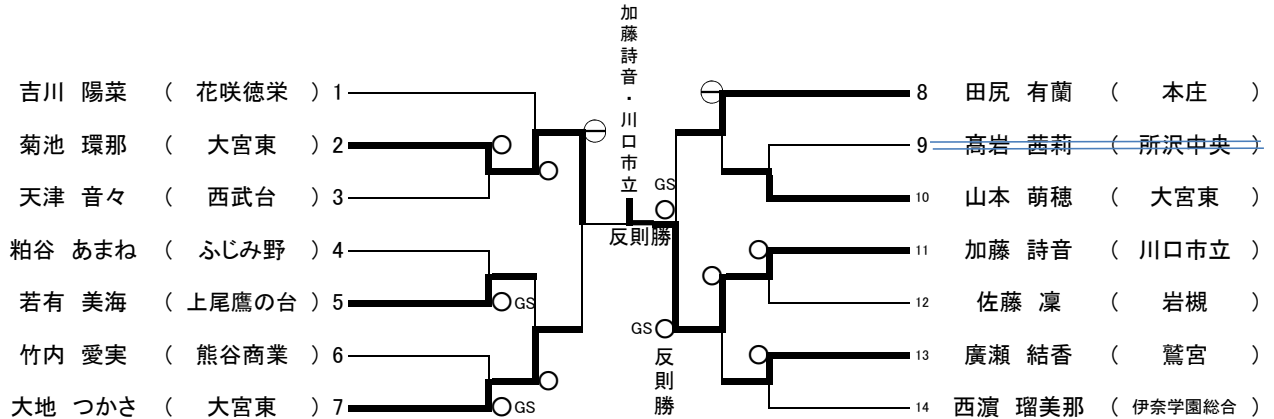 加藤詩音・川口市立
吉川 陽菜 ( 花咲徳栄 ) 1
菊池 環那 ( 大宮東 ) 2
天津 音々 ( 西武台 ) 3
粕谷 あまね ( ふじみ野 ) 4
若有 美海 ( 上尾鷹の台 ) 5
GS
竹内 愛実 ( 熊谷商業 ) 6
大地 つかさ ( 大宮東 ) 7
GS
GS
反則勝
GS
反則勝
8 田尻 有蘭 ( 本庄 )
9 高岩 茜莉 ( 所沢中央 )
10 山本 萌穂 ( 大宮東 )
11 加藤 詩音 ( 川口市立 )
12 佐藤 凜 ( 岩槻 )
13 廣瀬 結香 ( 鷲宮 )
14 西濵 瑠美那 ( 伊奈学園総合 )